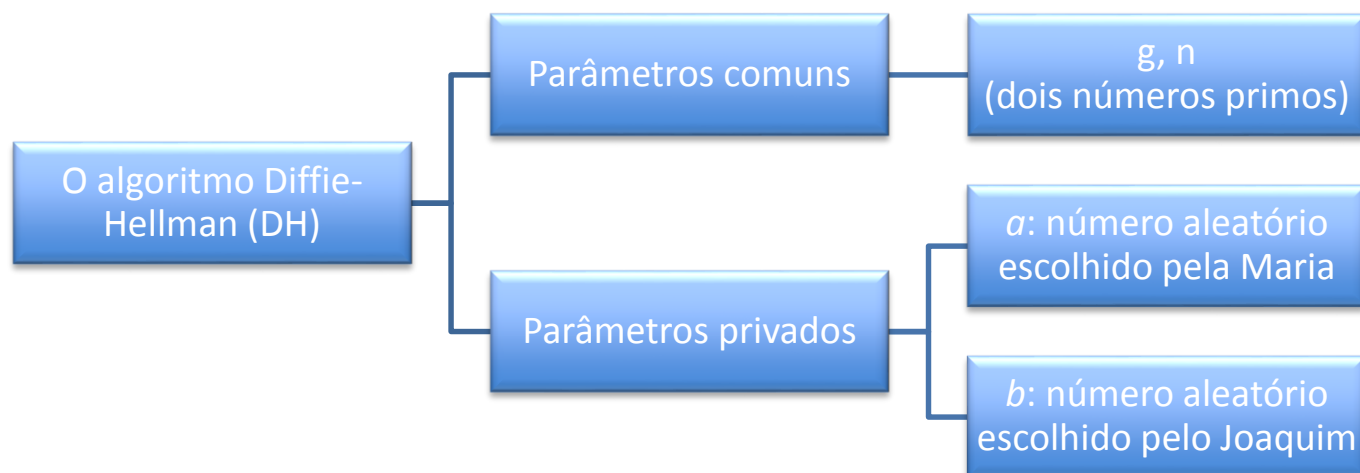 O algoritmo Diffie-
Hellman (DH)
Parâmetros comuns
g, n
(dois números primos)
Parâmetros privados
a: número aleatório
escolhido pela Maria
b: número aleatório
escolhido pelo Joaquim